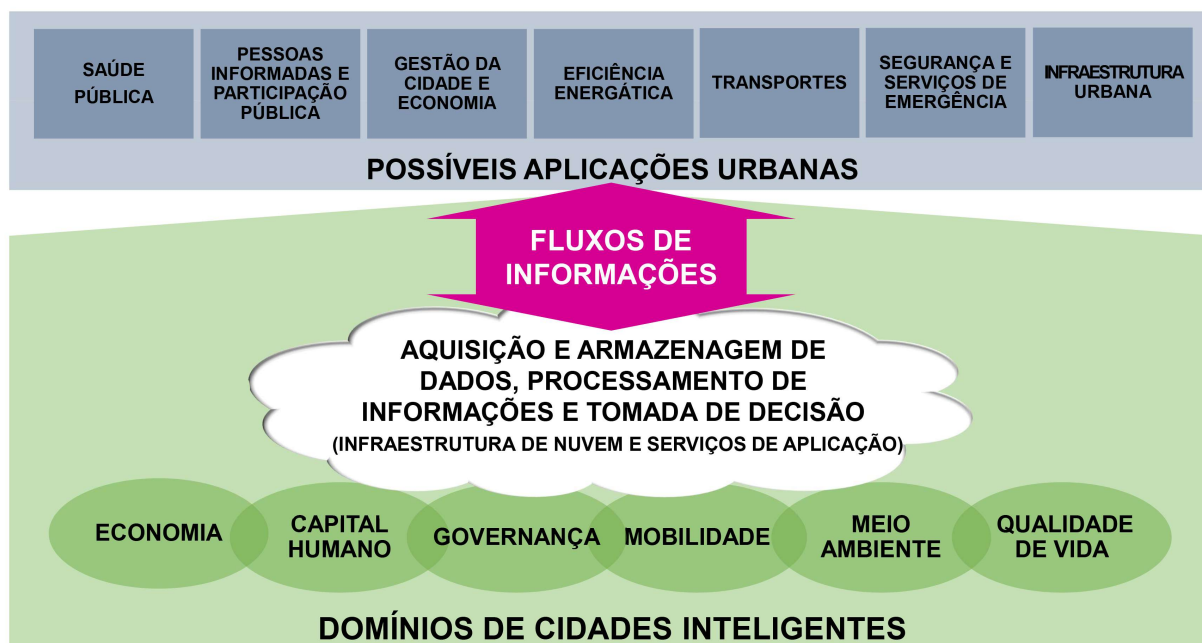 SAÚDE
PÚBLICA
PESSOAS
INFORMADAS E
PARTICIPAÇÃO
PÚBLICA
GESTÃO DA
CIDADE E
ECONOMIA
EFICIÊNCIA
ENERGÁTICA
TRANSPORTES
SEGURANÇA E
SERVIÇOS DE
EMERGÊNCIA
INFRAESTRUTURA
URBANA
POSSÍVEIS APLICAÇÕES URBANAS
FLUXOS DE
INFORMAÇÕES
AQUISIÇÃO E ARMAZENAGEM DE
DADOS, PROCESSAMENTO DE
INFORMAÇÕES E TOMADA DE DECISÃO
(INFRAESTRUTURA DE NUVEM E SERVIÇOS DE APLICAÇÃO)
ECONOMIA
CAPITAL
HUMANO
GOVERNANÇA
MOBILIDADE
MEIO
AMBIENTE
QUALIDADE
DE VIDA
DOMÍNIOS DE CIDADES INTELIGENTES